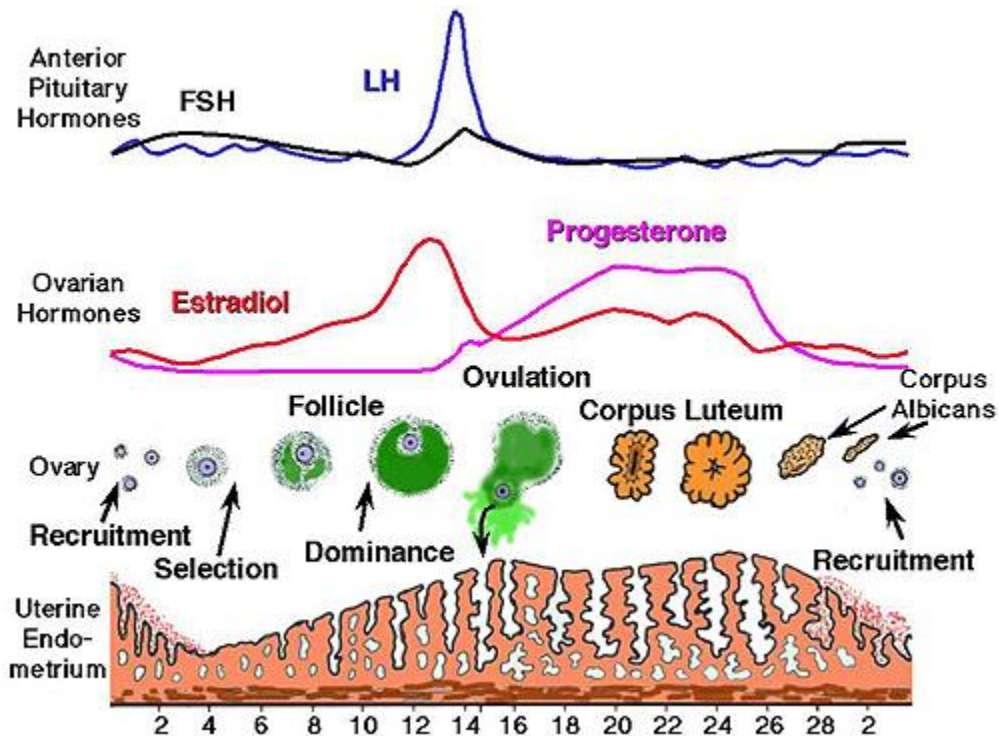 Anterior
Pituitary
Hormones
FSH
LH
Progesterone
Ovarian
Hormones
Estradiol
Ovulation
Follicle
Corpus Luteum
Corpus
Albicans
Ovary
Recruitment
Selection
Dominance
Recruitment
Uterine
Endo-
metrium
2 4 6 8 10 12 14 16 18 20 22 24 26 28 2